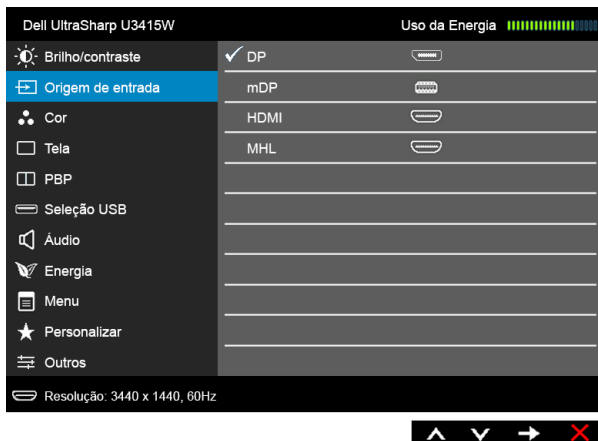 Dell UltraSharp U3415W Uso da Energia
Brilho/contraste DP
Origem de entrada mDP
Cor HDMI
Tela MHL
PBP
Seleção USB
Áudio
Energia
Menu
Personalizar
Outros
Resolução: 3440 x 1440, 60Hz